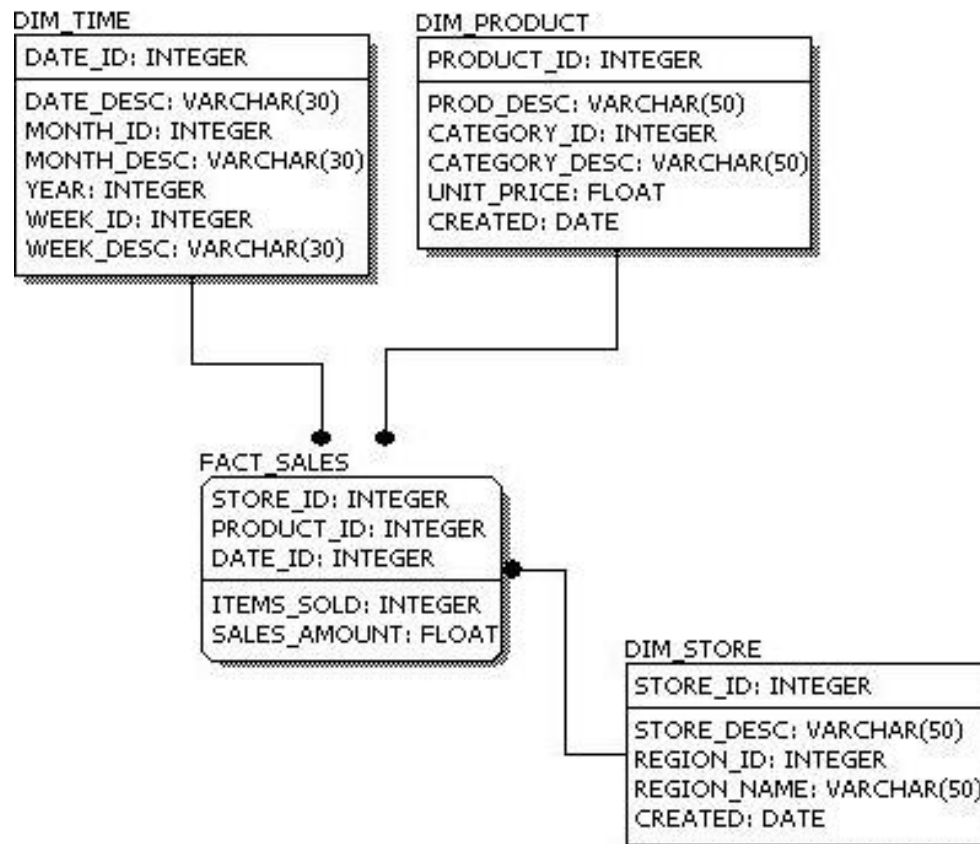 DIM_TIME
DATE_ID: INTEGER
DATE_DESC: VARCHAR(30)
MONTH_ID: INTEGER
MONTH_DESC: VARCHAR(30)
YEAR: INTEGER
WEEK_ID: INTEGER
WEEK_DESC: VARCHAR(30)
DIM_PRODUCT
PRODUCT_ID: INTEGER
PROD_DESC: VARCHAR(50)
CATEGORY_ID: INTEGER
CATEGORY_DESC: VARCHAR(50)
UNIT_PRICE: FLOAT
CREATED: DATE
FACT_SALES
STORE_ID: INTEGER
PRODUCT_ID: INTEGER
DATE_ID: INTEGER
ITEMS_SOLD: INTEGER
SALES_AMOUNT: FLOAT
DIM_STORE
STORE_ID: INTEGER
STORE_DESC: VARCHAR(50)
REGION_ID: INTEGER
REGION_NAME: VARCHAR(50)
CREATED: DATE